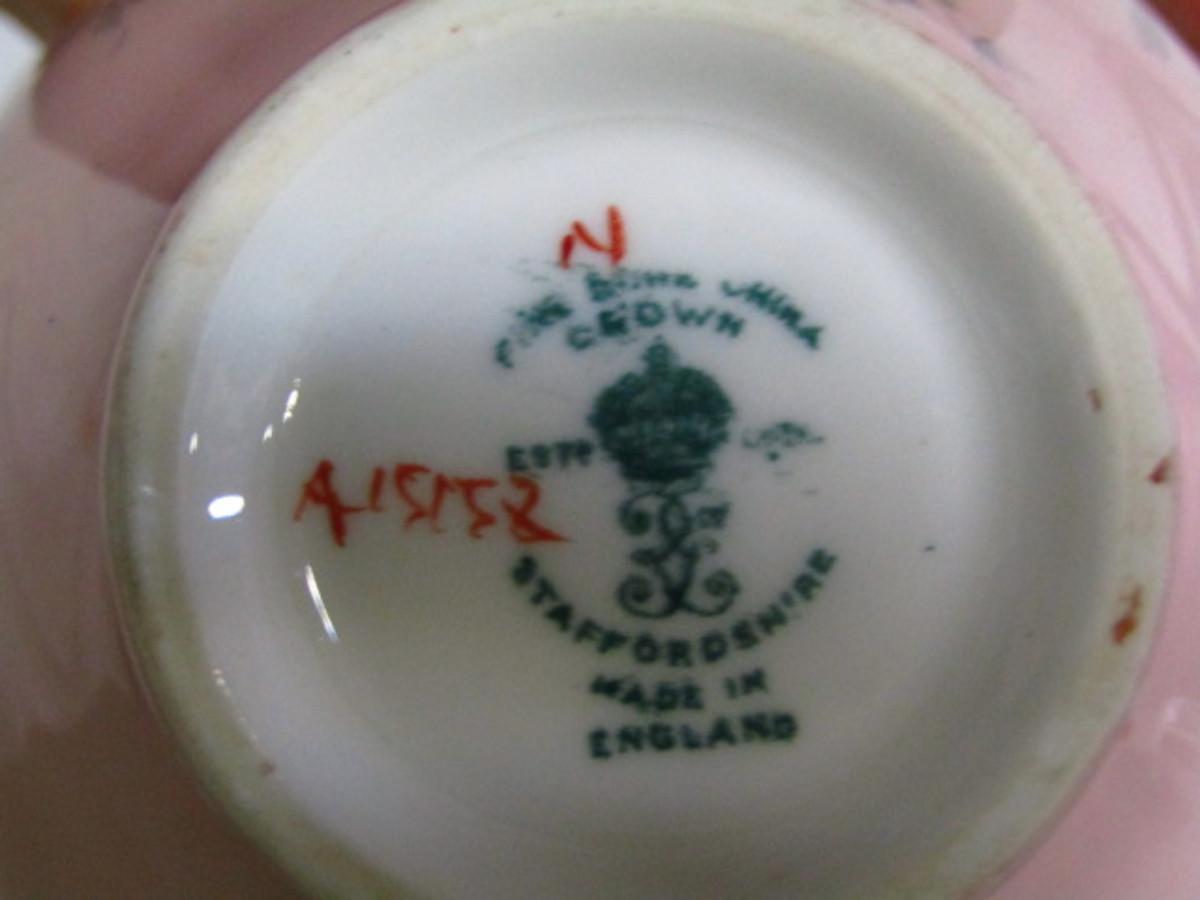 N
FINE BONE CHINA
CROWN
ESTD
A15152
STAFFORDSHIRE
MADE IN
ENGLAND